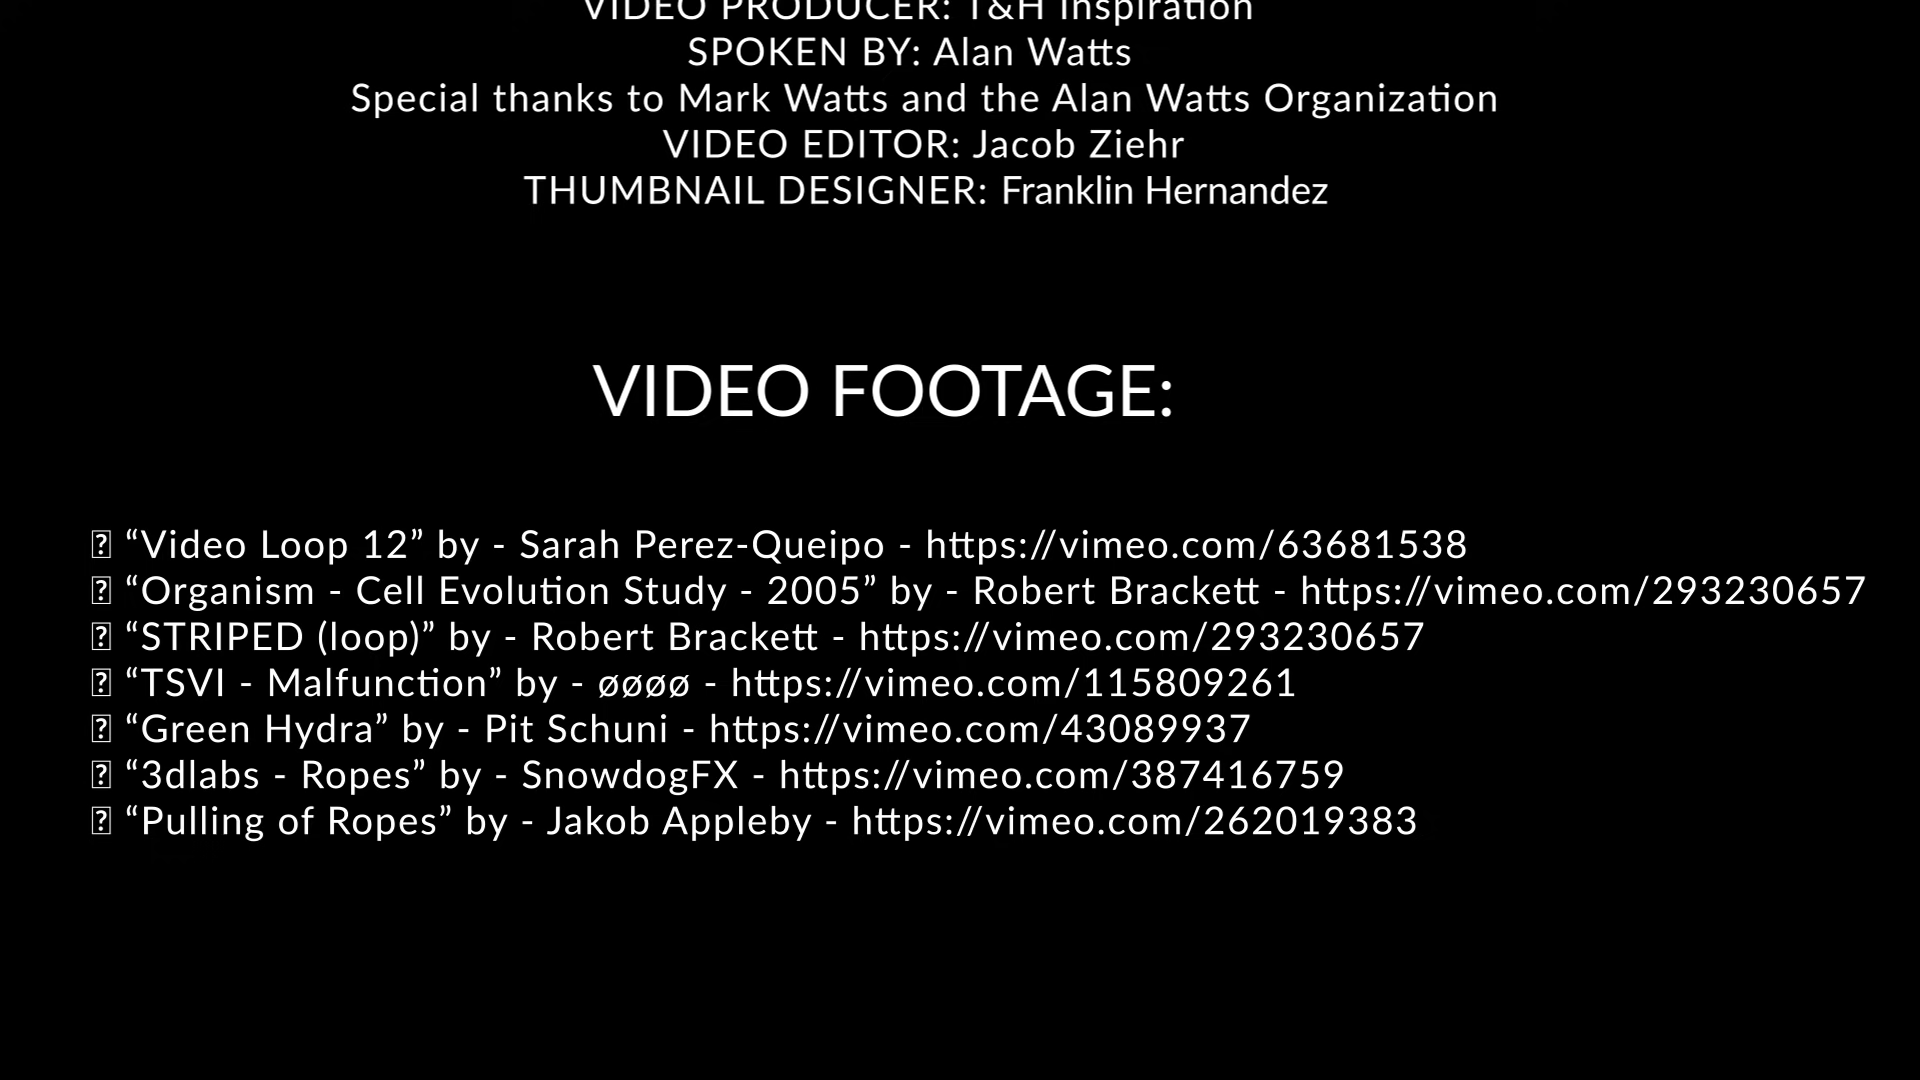 VIDEO PRODUCER: T&H Inspiration
SPOKEN BY: Alan Watts
Special thanks to Mark Watts and the Alan Watts Organization
VIDEO EDITOR: Jacob Ziehr
THUMBNAIL DESIGNER: Franklin Hernandez
VIDEO FOOTAGE:
“Video Loop 12” by - Sarah Perez-Queipo - https://vimeo.com/63681538
“Organism - Cell Evolution Study - 2005” by - Robert Brackett - https://vimeo.com/293230657
“STRIPED (loop)” by - Robert Brackett - https://vimeo.com/293230657
“TSVI - Malfunction” by - øøøø - https://vimeo.com/115809261
“Green Hydra” by - Pit Schuni - https://vimeo.com/43089937
“3dlabs - Ropes” by - SnowdogFX - https://vimeo.com/387416759
“Pulling of Ropes” by - Jakob Appleby - https://vimeo.com/262019383